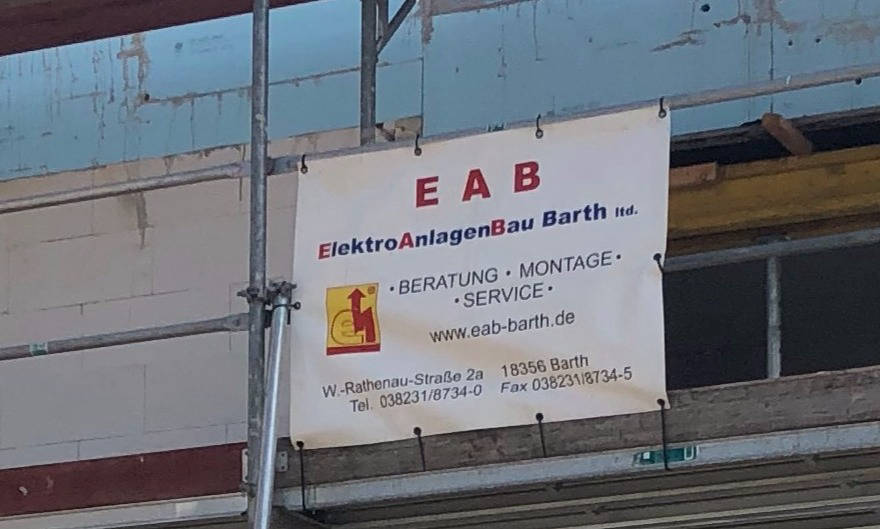 E A B
ElektroAnlagenBau Barth ltd.
• BERATUNG • MONTAGE •
• SERVICE •
www.eab-barth.de
W.-Rathenau-Straße 2a 18356 Barth
Tel. 038231/8734-0 Fax 038231/8734-5